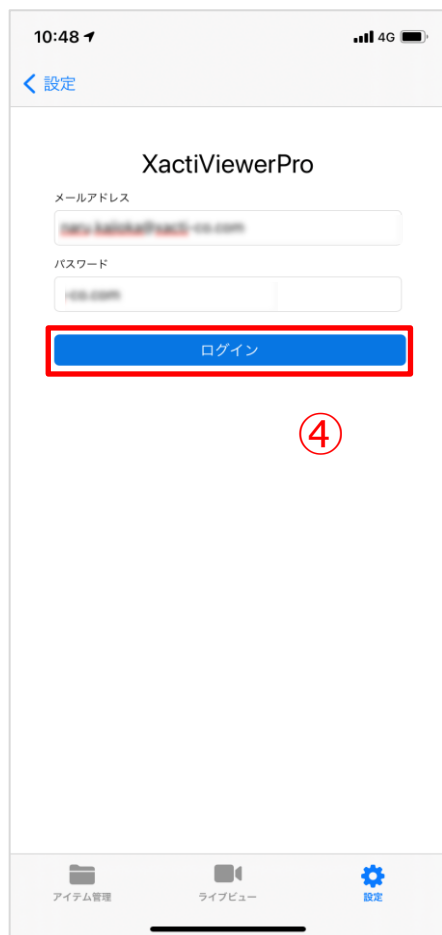 10:48
4G
設定
XactiViewerPro
メールアドレス
パスワード
ログイン
④
アイテム管理
ライブビュー
設定